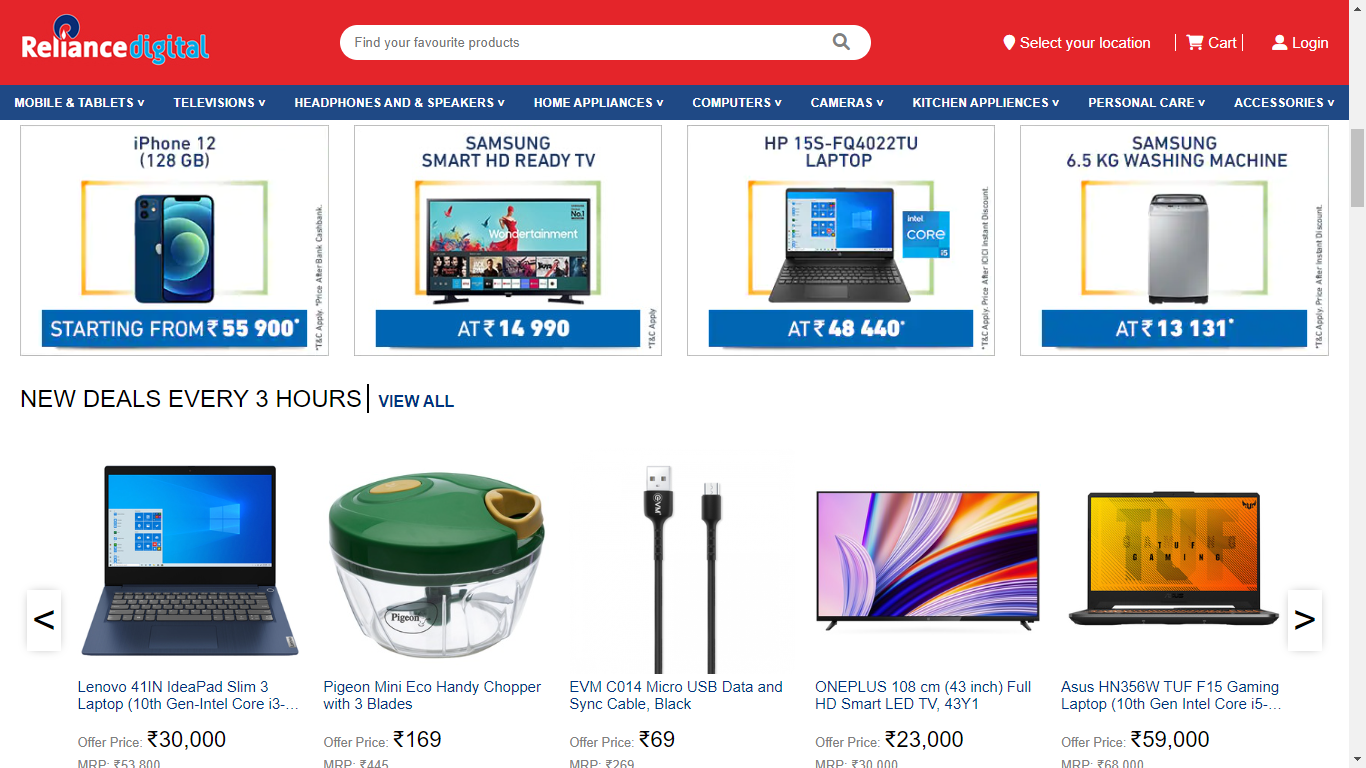 Reliance digital
Find your favourite products
Select your location
Cart
Login
MOBILE & TABLETS v
TELEVISIONS v
HEADPHONES AND & SPEAKERS v
HOME APPLIANCES v
COMPUTERS v
CAMERAS v
KITCHEN APPLIENCES v
PERSONAL CARE v
ACCESSORIES v
iPhone 12
(128 GB)
STARTING FROM ₹ 55 900*
*T&C Apply. *Price After Bank Cashbank.
SAMSUNG
SMART HD READY TV
No.1
Wondertainment
AT ₹ 14 990
*T&C Apply
HP 15S-FQ4022TU
LAPTOP
intel
CORE
i5
AT ₹ 48 440*
*T&C Apply. Price After ICICI Instant Discount.
SAMSUNG
6.5 KG WASHING MACHINE
AT ₹ 13 131*
*T&C Apply. Price After Instant Discount.
NEW DEALS EVERY 3 HOURS
VIEW ALL
<
Pigeon
EVM
TUF
TUF
GAMING
>
Lenovo 41IN IdeaPad Slim 3
Laptop (10th Gen-Intel Core i3-...
Offer Price: ₹30,000
MRP: ₹53,800
Pigeon Mini Eco Handy Chopper
with 3 Blades
Offer Price: ₹169
MRP: ₹445
EVM C014 Micro USB Data and
Sync Cable, Black
Offer Price: ₹69
MRP: ₹269
ONEPLUS 108 cm (43 inch) Full
HD Smart LED TV, 43Y1
Offer Price: ₹23,000
MRP: ₹30,000
Asus HN356W TUF F15 Gaming
Laptop (10th Gen Intel Core i5-...
Offer Price: ₹59,000
MRP: ₹68,000